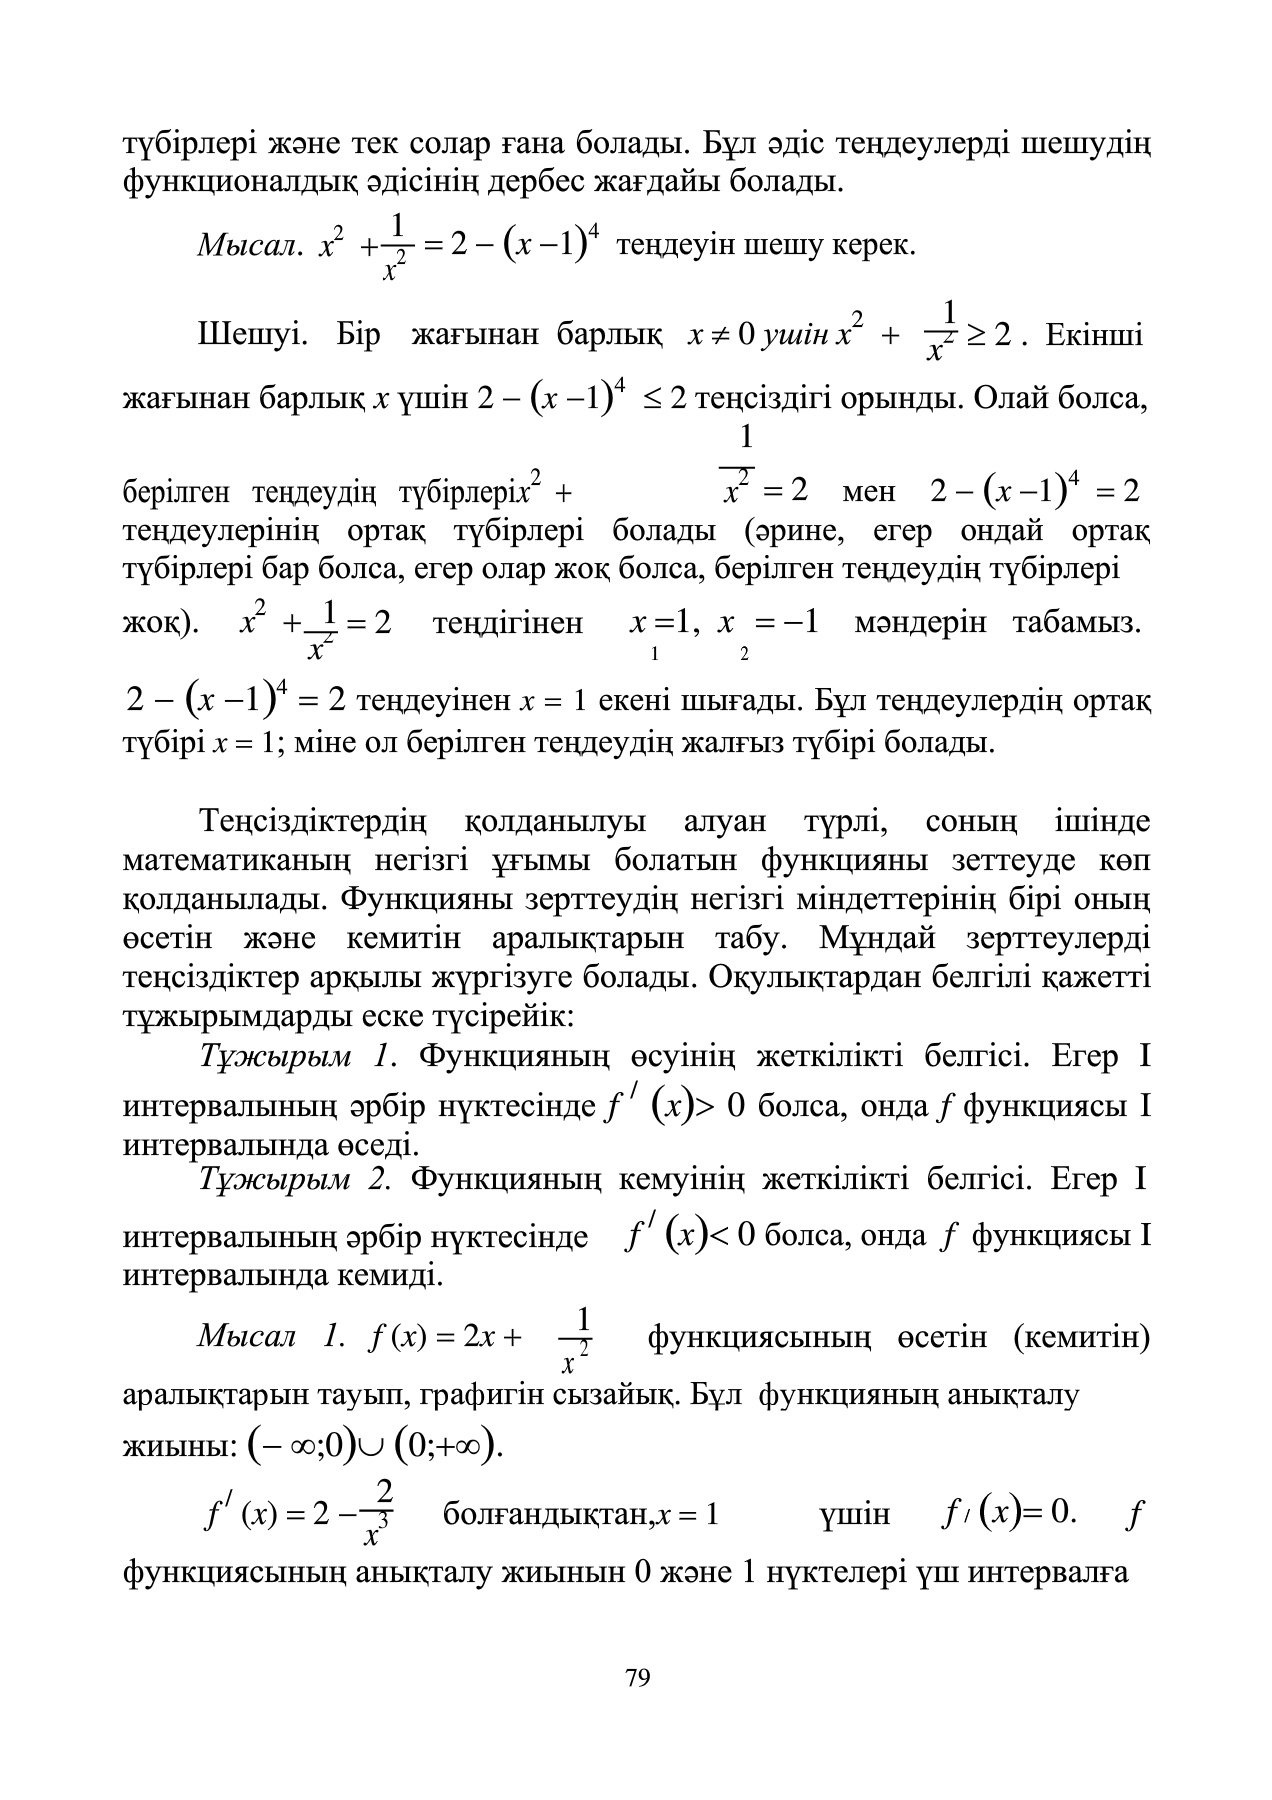 түбірлері және тек солар ғана болады. Бұл әдіс теңдеулерді шешудің
функционалдық әдісінің дербес жағдайы болады.
Мысал. x² + 1/x² = 2 – (x –1)⁴ теңдеуін шешу керек.
Шешуі. Бір жағынан барлық x ≠ 0 ушін x² + 1/x² ≥ 2 . Екінші
жағынан барлық x үшін 2 – (x –1)⁴ ≤ 2 теңсіздігі орынды. Олай болса,
берілген теңдеудің түбірлеріx² + 1/x² = 2 мен 2 – (x –1)⁴ = 2
теңдеулерінің ортақ түбірлері болады (әрине, егер ондай ортақ
түбірлері бар болса, егер олар жоқ болса, берілген теңдеудің түбірлері
жоқ). x² + 1/x² = 2 теңдігінен x₁ =1, x₂ = –1 мәндерін табамыз.
2 – (x –1)⁴ = 2 теңдеуінен x = 1 екені шығады. Бұл теңдеулердің ортақ
түбірі x = 1; міне ол берілген теңдеудің жалғыз түбірі болады.
Теңсіздіктердің қолданылуы алуан түрлі, соның ішінде
математиканың негізгі ұғымы болатын функцияны зеттеуде көп
қолданылады. Функцияны зерттеудің негізгі міндеттерінің бірі оның
өсетін және кемитін аралықтарын табу. Мұндай зерттеулерді
теңсіздіктер арқылы жүргізуге болады. Оқулықтардан белгілі қажетті
тұжырымдарды еске түсірейік:
Тұжырым 1. Функцияның өсуінің жеткілікті белгісі. Егер I
интервалының әрбір нүктесінде f ′ (x)> 0 болса, онда f функциясы I
интервалында өседі.
Тұжырым 2. Функцияның кемуінің жеткілікті белгісі. Егер I
интервалының әрбір нүктесінде f ′ (x)< 0 болса, онда f функциясы I
интервалында кемиді.
Мысал 1. f (x) = 2x + 1/x² функциясының өсетін (кемитін)
аралықтарын тауып, графигін сызайық. Бұл функцияның анықталу
жиыны: (– ∞;0)∪ (0;+∞).
f ′ (x) = 2 – 2/x³ болғандықтан,x = 1 үшін f ′ (x)= 0. f
функциясының анықталу жиынын 0 және 1 нүктелері үш интервалға
79